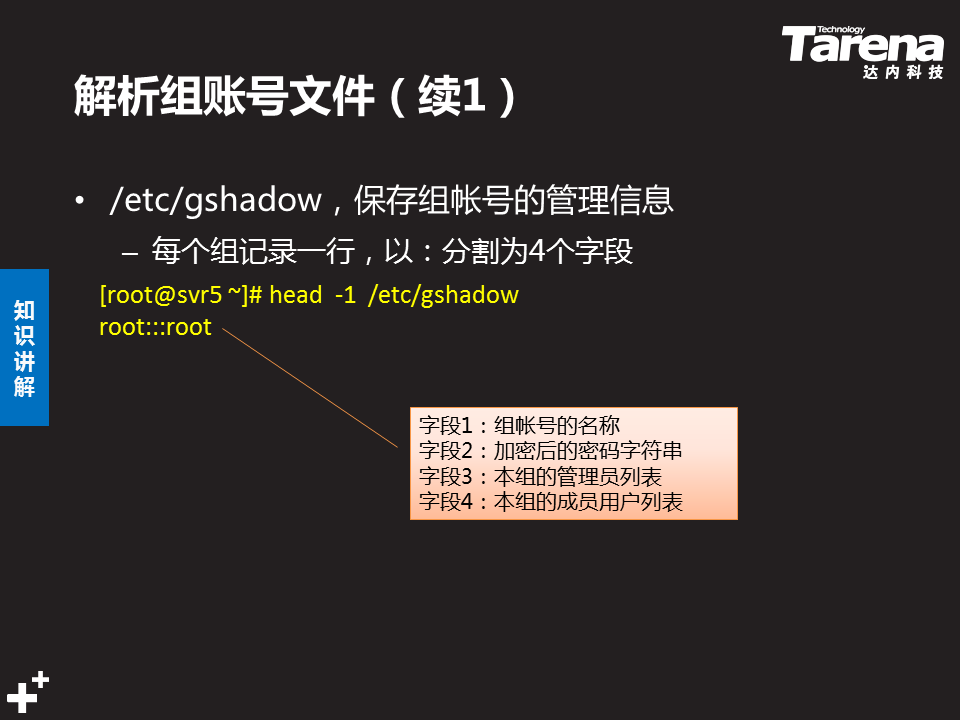 Technology
Tarena
达内科技
解析组账号文件（续1）
• /etc/gshadow，保存组帐号的管理信息
– 每个组记录一行，以：分割为4个字段
[root@svr5 ~]# head  -1  /etc/gshadow
root:::root
知识讲解
字段1：组帐号的名称
字段2：加密后的密码字符串
字段3：本组的管理员列表
字段4：本组的成员用户列表